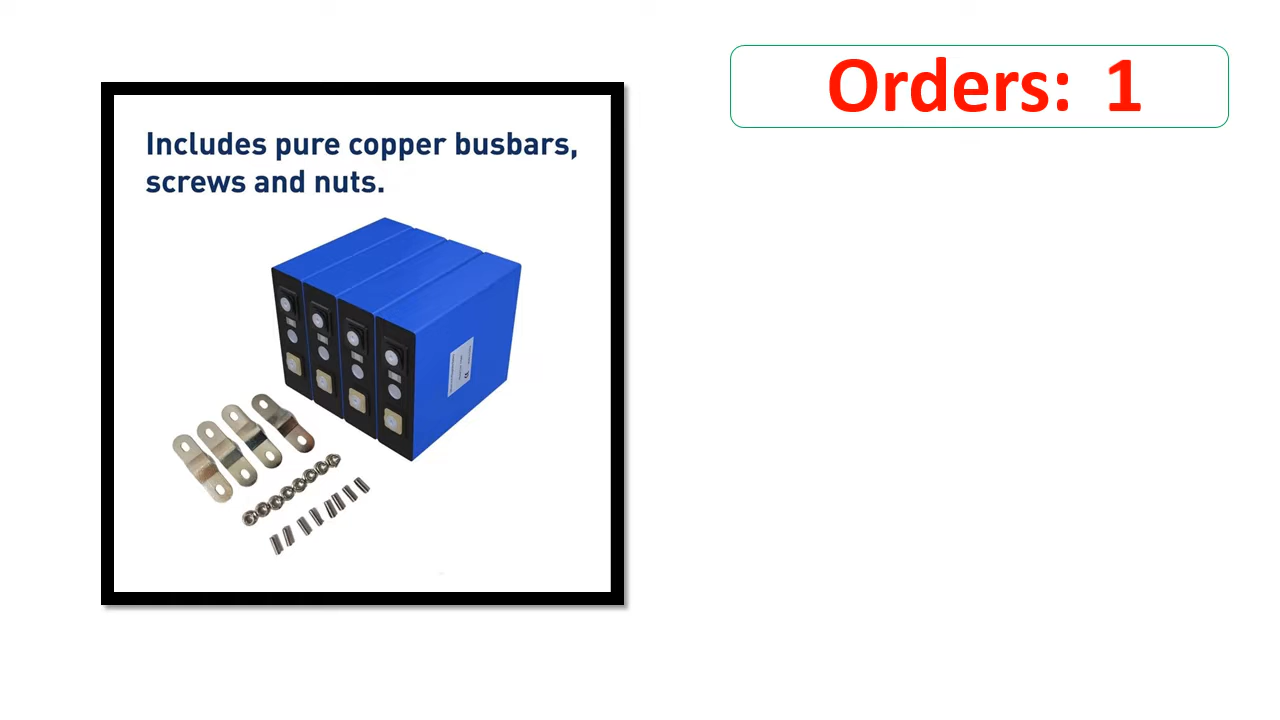 Orders: 1
Includes pure copper busbars,
screws and nuts.